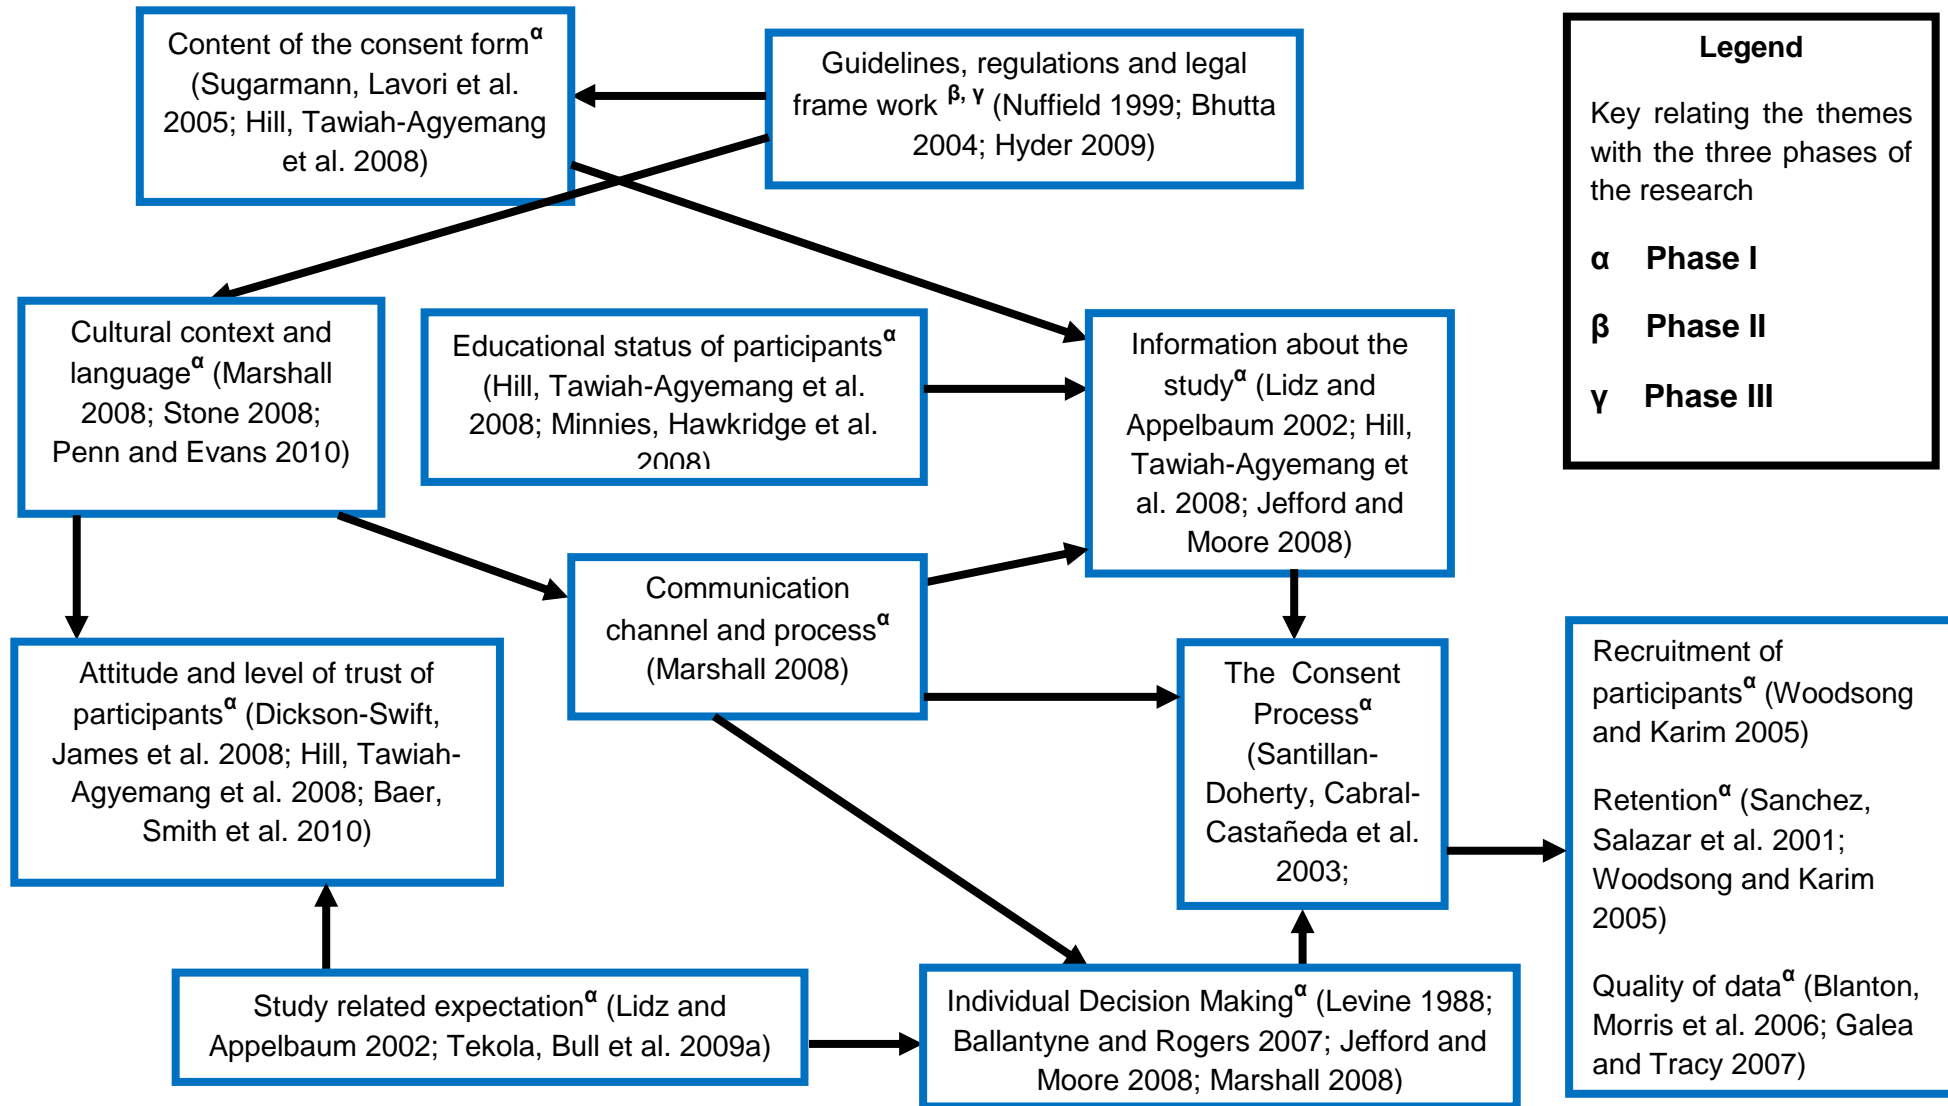 Content of the consent formα
(Sugarmann, Lavori et al.
2005; Hill, Tawiah-Agyemang
et al. 2008)
Guidelines, regulations and legal
frame work β, γ (Nuffield 1999; Bhutta
2004; Hyder 2009)
Legend
Key relating the themes
with the three phases of
the research
α Phase I
β Phase II
γ Phase III
Cultural context and
languageα (Marshall
2008; Stone 2008;
Penn and Evans 2010)
Educational status of participantsα
(Hill, Tawiah-Agyemang et al.
2008; Minnies, Hawkridge et al.
2008)
Information about the
studyα (Lidz and
Appelbaum 2002; Hill,
Tawiah-Agyemang et
al. 2008; Jefford and
Moore 2008)
Communication
channel and processα
(Marshall 2008)
Attitude and level of trust of
participantsα (Dickson-Swift,
James et al. 2008; Hill, Tawiah-
Agyemang et al. 2008; Baer,
Smith et al. 2010)
The Consent
Processα
(Santillan-
Doherty, Cabral-
Castañeda et al.
2003;
Recruitment of
participantsα (Woodsong
and Karim 2005)
Retentionα (Sanchez,
Salazar et al. 2001;
Woodsong and Karim
2005)
Quality of dataα (Blanton,
Morris et al. 2006; Galea
and Tracy 2007)
Study related expectationα (Lidz and
Appelbaum 2002; Tekola, Bull et al. 2009a)
Individual Decision Makingα (Levine 1988;
Ballantyne and Rogers 2007; Jefford and
Moore 2008; Marshall 2008)